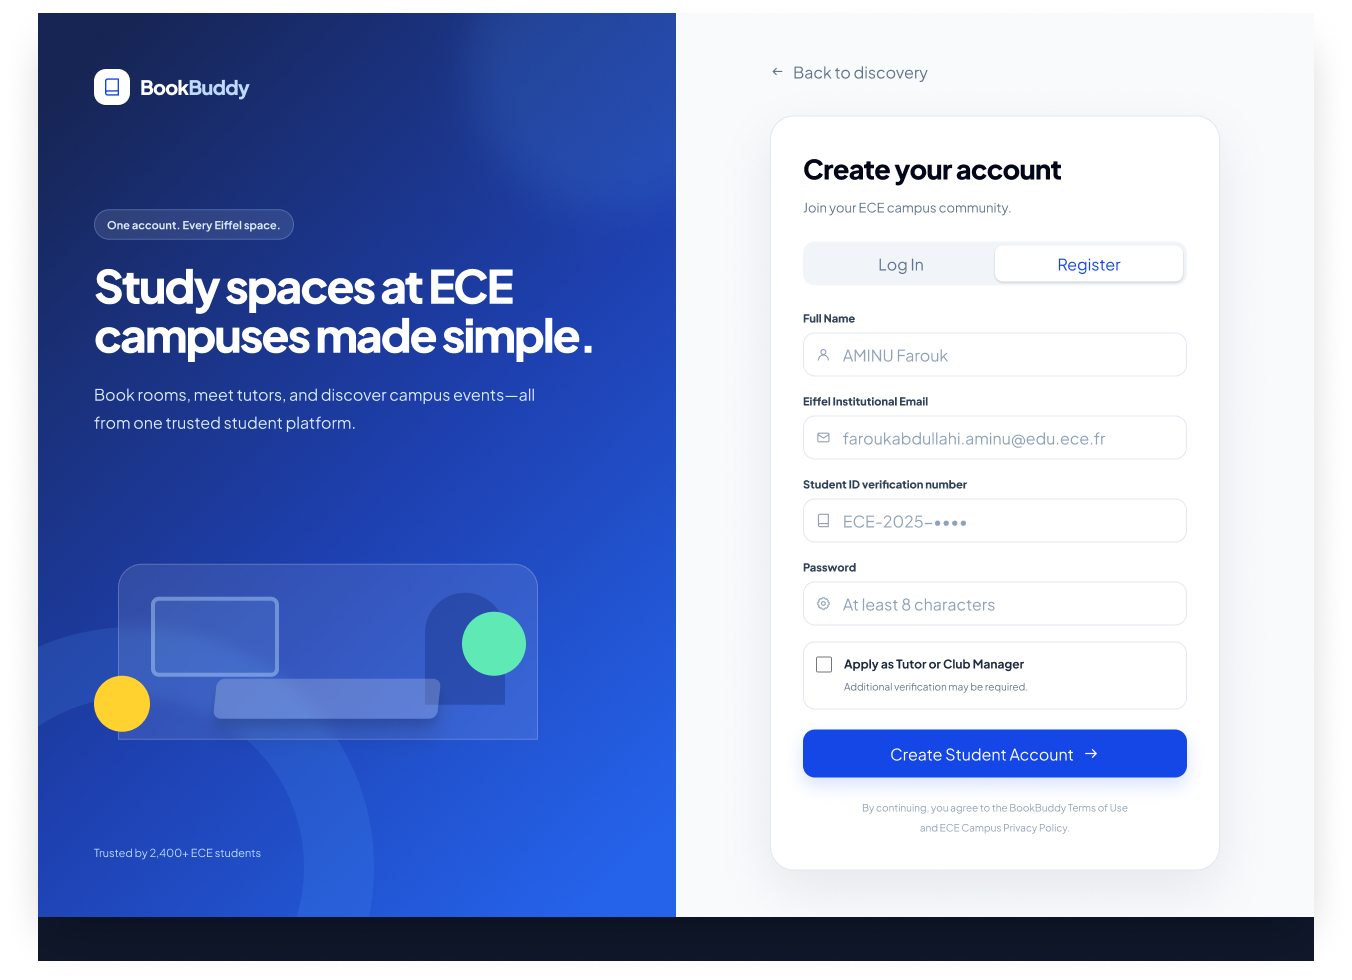 BookBuddy
One account. Every Eiffel space.
Study spaces at ECE
campuses made simple.
Book rooms, meet tutors, and discover campus events—all
from one trusted student platform.
Trusted by 2,400+ ECE students
Back to discovery
Create your account
Join your ECE campus community.
Log In
Register
Full Name
AMINU Farouk
Eiffel Institutional Email
faroukabdullahi.aminu@edu.ece.fr
Student ID verification number
ECE-2025-••••
Password
At least 8 characters
Apply as Tutor or Club Manager
Additional verification may be required.
Create Student Account →
By continuing, you agree to the BookBuddy Terms of Use
and ECE Campus Privacy Policy.